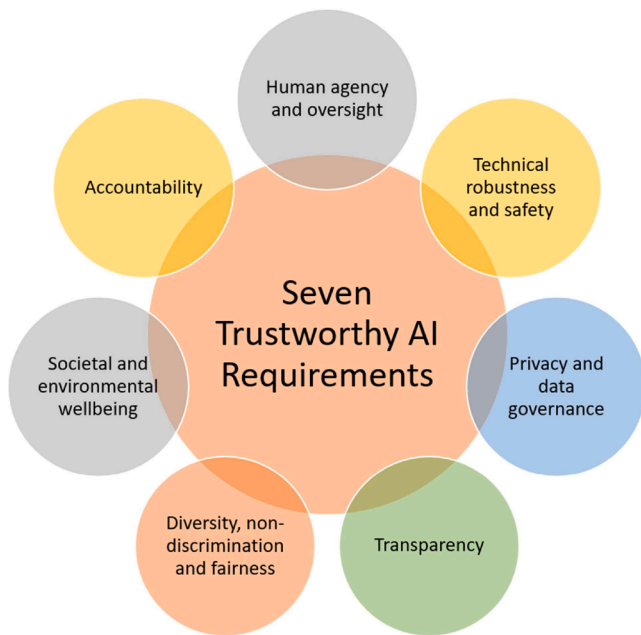 Human agency
and oversight
Technical
robustness
and safety
Privacy and
data
governance
Transparency
Diversity, non-
discrimination
and fairness
Societal and
environmental
wellbeing
Accountability
Seven
Trustworthy AI
Requirements